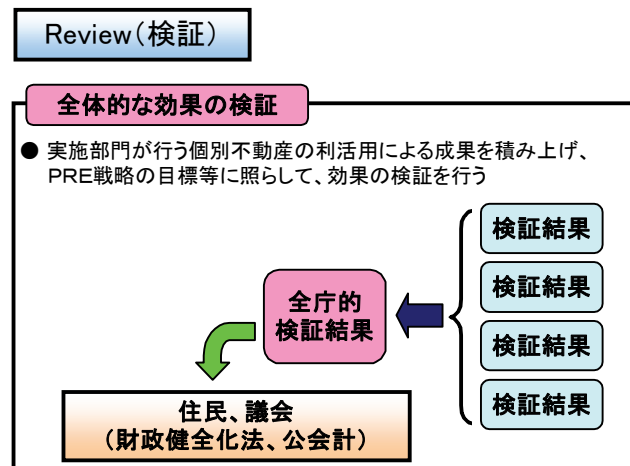 Review(検証)
全体的な効果の検証
● 実施部門が行う個別不動産の利活用による成果を積み上げ、
PRE戦略の目標等に照らして、効果の検証を行う
検証結果
検証結果
検証結果
検証結果
全庁的
検証結果
住民、議会
(財政健全化法、公会計)